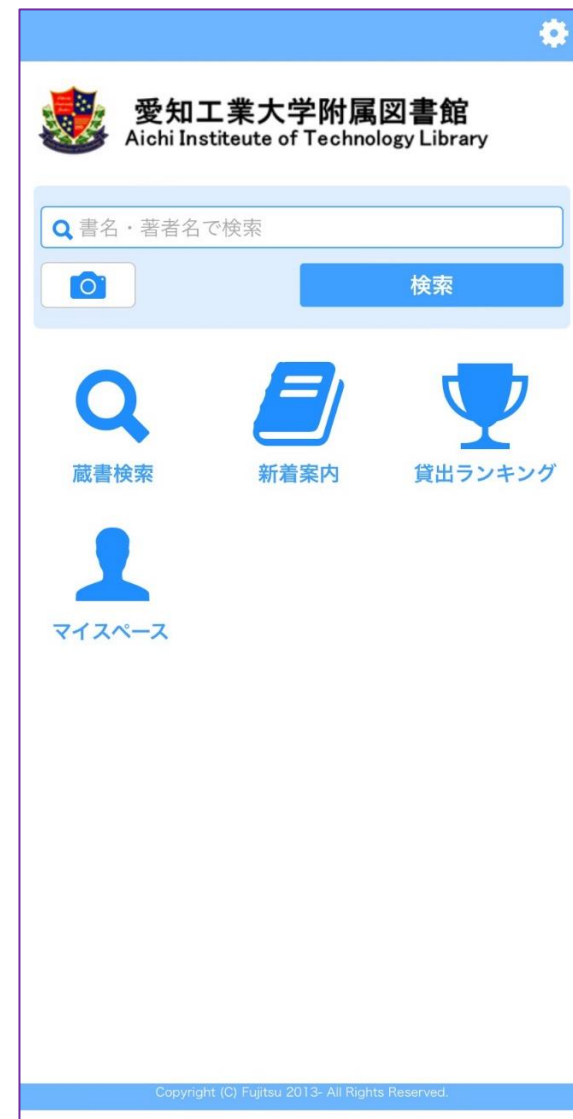 愛知工業大学附属図書館
Aichi Institeute of Technology Library
書名・著者名で検索
検索
蔵書検索
新着案内
貸出ランキング
マイスペース
Copyright (C) Fujitsu 2013- All Rights Reserved.